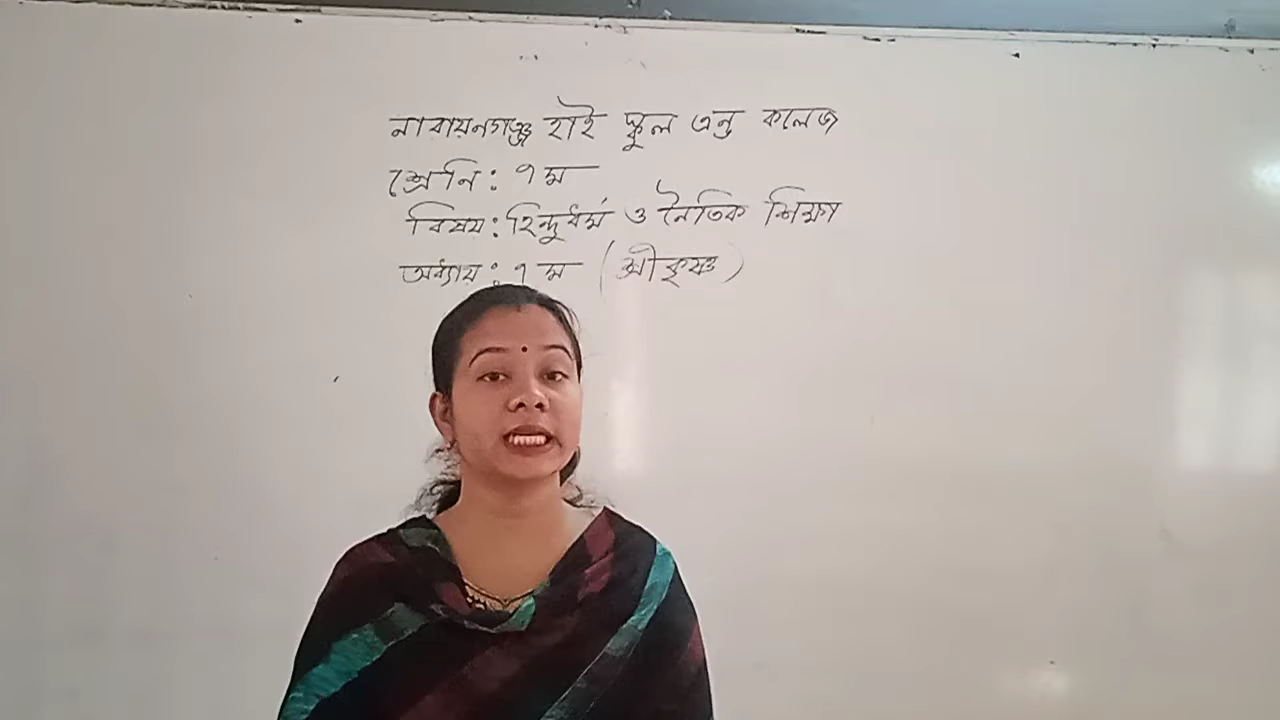 নারায়নগঞ্জ হাই স্কুল এন্ড কলেজ
শ্রেনি: ৭ম
বিষয়: হিন্দুধর্ম ও নৈতিক শিক্ষা
অধ্যায়: ৭ম (শ্রীকৃষ্ণ)